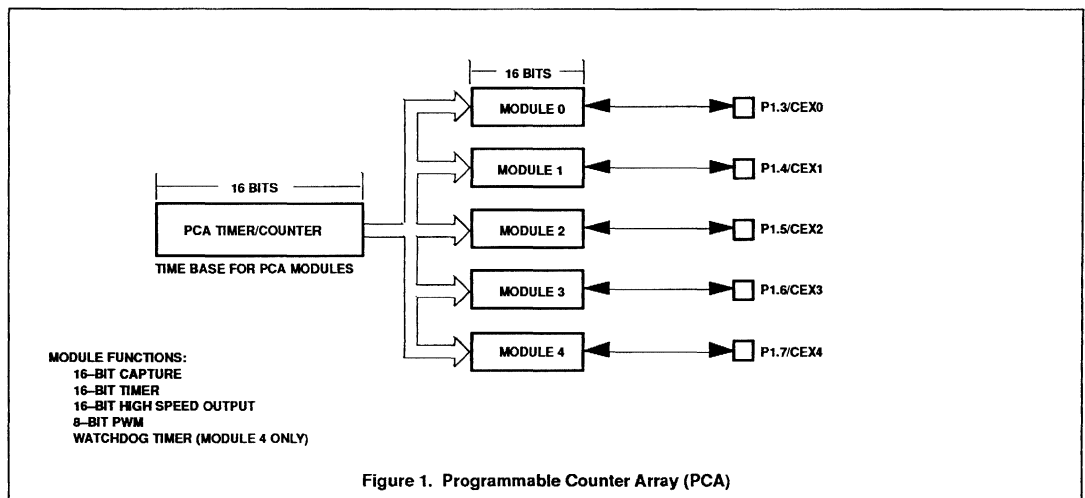 16 BITS
MODULE 0
P1.3/CEX0
MODULE 1
P1.4/CEX1
16 BITS
PCA TIMER/COUNTER
MODULE 2
P1.5/CEX2
TIME BASE FOR PCA MODULES
MODULE 3
P1.6/CEX3
MODULE 4
P1.7/CEX4
MODULE FUNCTIONS:
16–BIT CAPTURE
16–BIT TIMER
16–BIT HIGH SPEED OUTPUT
8–BIT PWM
WATCHDOG TIMER (MODULE 4 ONLY)
Figure 1. Programmable Counter Array (PCA)